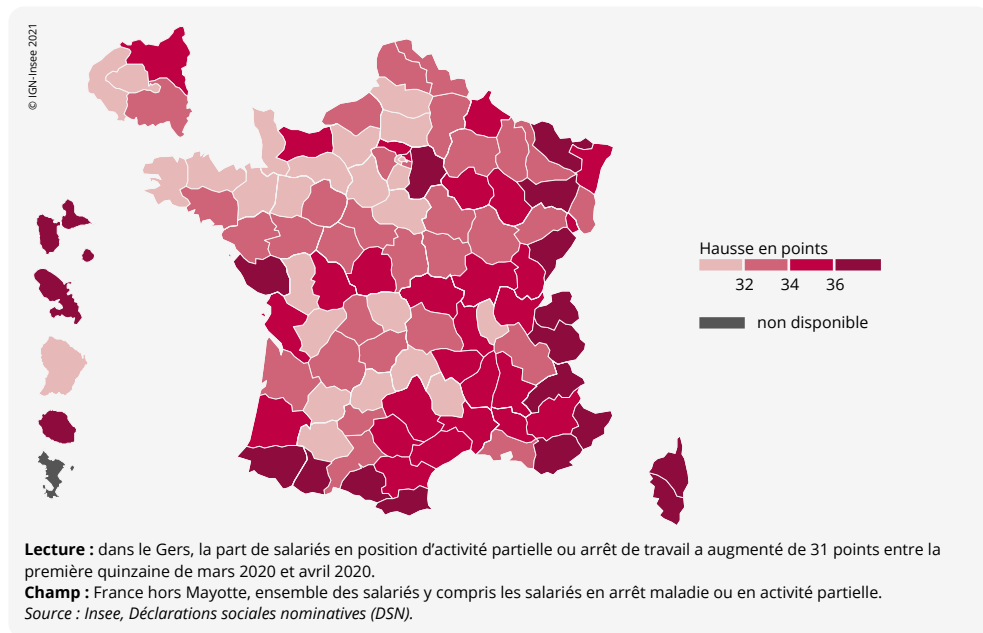 © IGN-Insee 2021
Hausse en points
32 34 36
non disponible
Lecture : dans le Gers, la part de salariés en position d’activité partielle ou arrêt de travail a augmenté de 31 points entre la
première quinzaine de mars 2020 et avril 2020.
Champ : France hors Mayotte, ensemble des salariés y compris les salariés en arrêt maladie ou en activité partielle.
Source : Insee, Déclarations sociales nominatives (DSN).